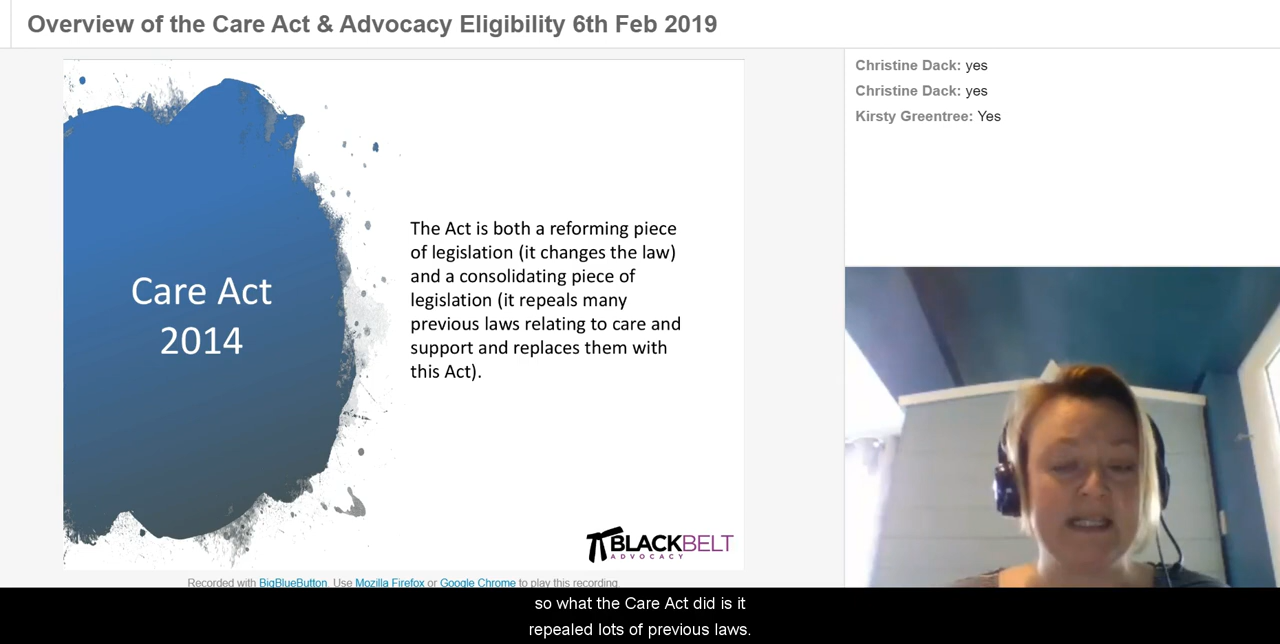 Overview of the Care Act & Advocacy Eligibility 6th Feb 2019
Care Act
2014
The Act is both a reforming piece
of legislation (it changes the law)
and a consolidating piece of
legislation (it repeals many
previous laws relating to care and
support and replaces them with
this Act).
BLACKBELT
ADVOCACY
Recorded with BigBlueButton. Use Mozilla Firefox or Google Chrome to play this recording.
Christine Dack: yes
Christine Dack: yes
Kirsty Greentree: Yes
so what the Care Act did is it
repealed lots of previous laws.